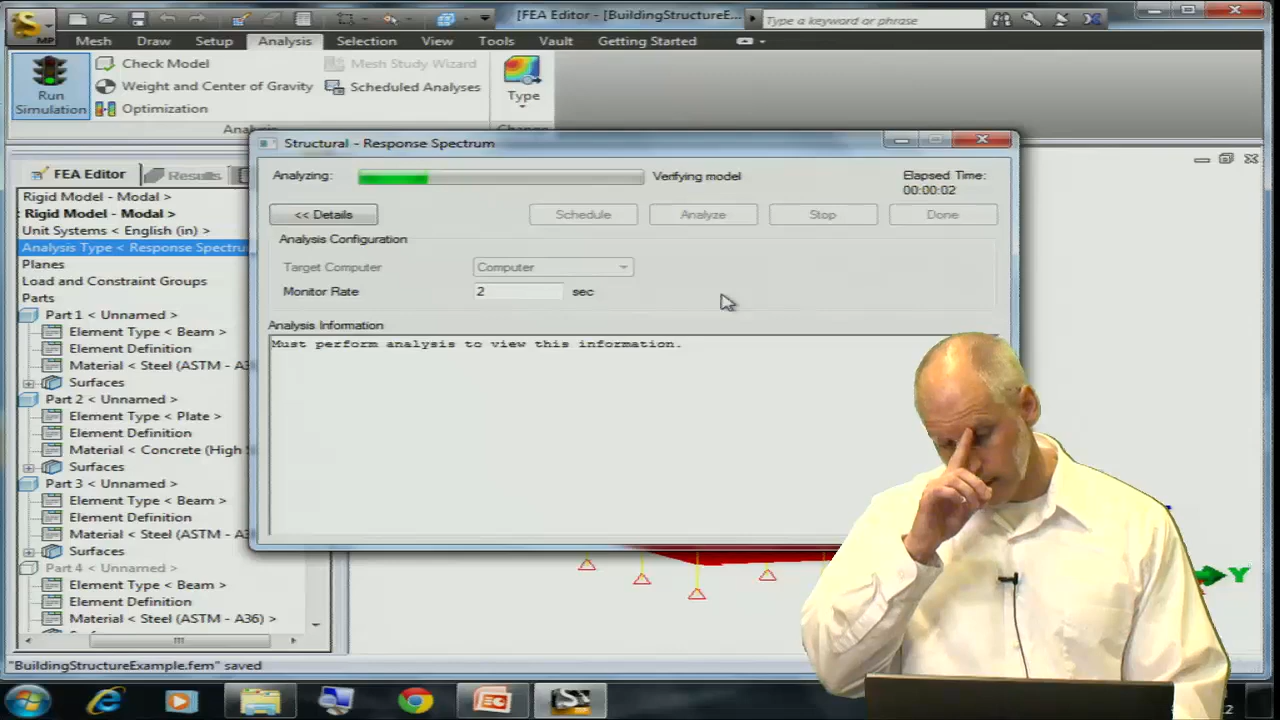 [FEA Editor - [BuildingStructureE...
Type a keyword or phrase
MP
Mesh
Draw
Setup
Analysis
Selection
View
Tools
Vault
Getting Started
Run
Simulation
Check Model
Weight and Center of Gravity
Optimization
Mesh Study Wizard
Scheduled Analyses
Type
Structural - Response Spectrum
Analyzing:
Verifying model
Elapsed Time:
00:00:02
<< Details
Schedule
Analyze
Stop
Done
Analysis Configuration
Target Computer
Computer
Monitor Rate
2
sec
Analysis Information
Must perform analysis to view this information.
FEA Editor
Results
Rigid Model - Modal >
Rigid Model - Modal >
Unit Systems < English (in) >
Analysis Type < Response Spectru
Planes
Load and Constraint Groups
Parts
Part 1 < Unnamed >
Element Type < Beam >
Element Definition
Material < Steel (ASTM - A3
Surfaces
Part 2 < Unnamed >
Element Type < Plate >
Element Definition
Material < Concrete (High S
Surfaces
Part 3 < Unnamed >
Element Type < Beam >
Element Definition
Material < Steel (ASTM - A3
Surfaces
Part 4 < Unnamed >
Element Type < Beam >
Element Definition
Material < Steel (ASTM - A36) >
Y
"BuildingStructureExample.fem" saved